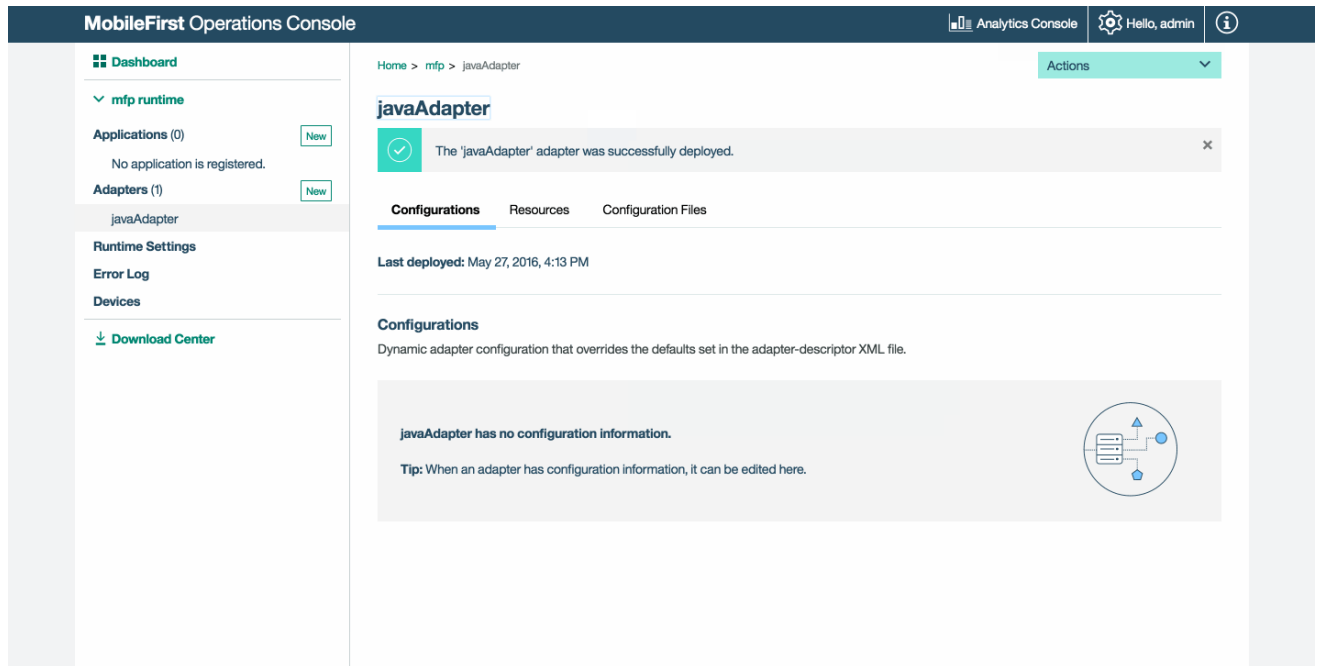 MobileFirst Operations Console
Analytics Console
Hello, admin
Dashboard
mfp runtime
Applications (0)
New
No application is registered.
Adapters (1)
New
javaAdapter
Runtime Settings
Error Log
Devices
Download Center
Home > mfp > javaAdapter
Actions
javaAdapter
The 'javaAdapter' adapter was successfully deployed.
Configurations Resources Configuration Files
Last deployed: May 27, 2016, 4:13 PM
Configurations
Dynamic adapter configuration that overrides the defaults set in the adapter-descriptor XML file.
javaAdapter has no configuration information.
Tip: When an adapter has configuration information, it can be edited here.